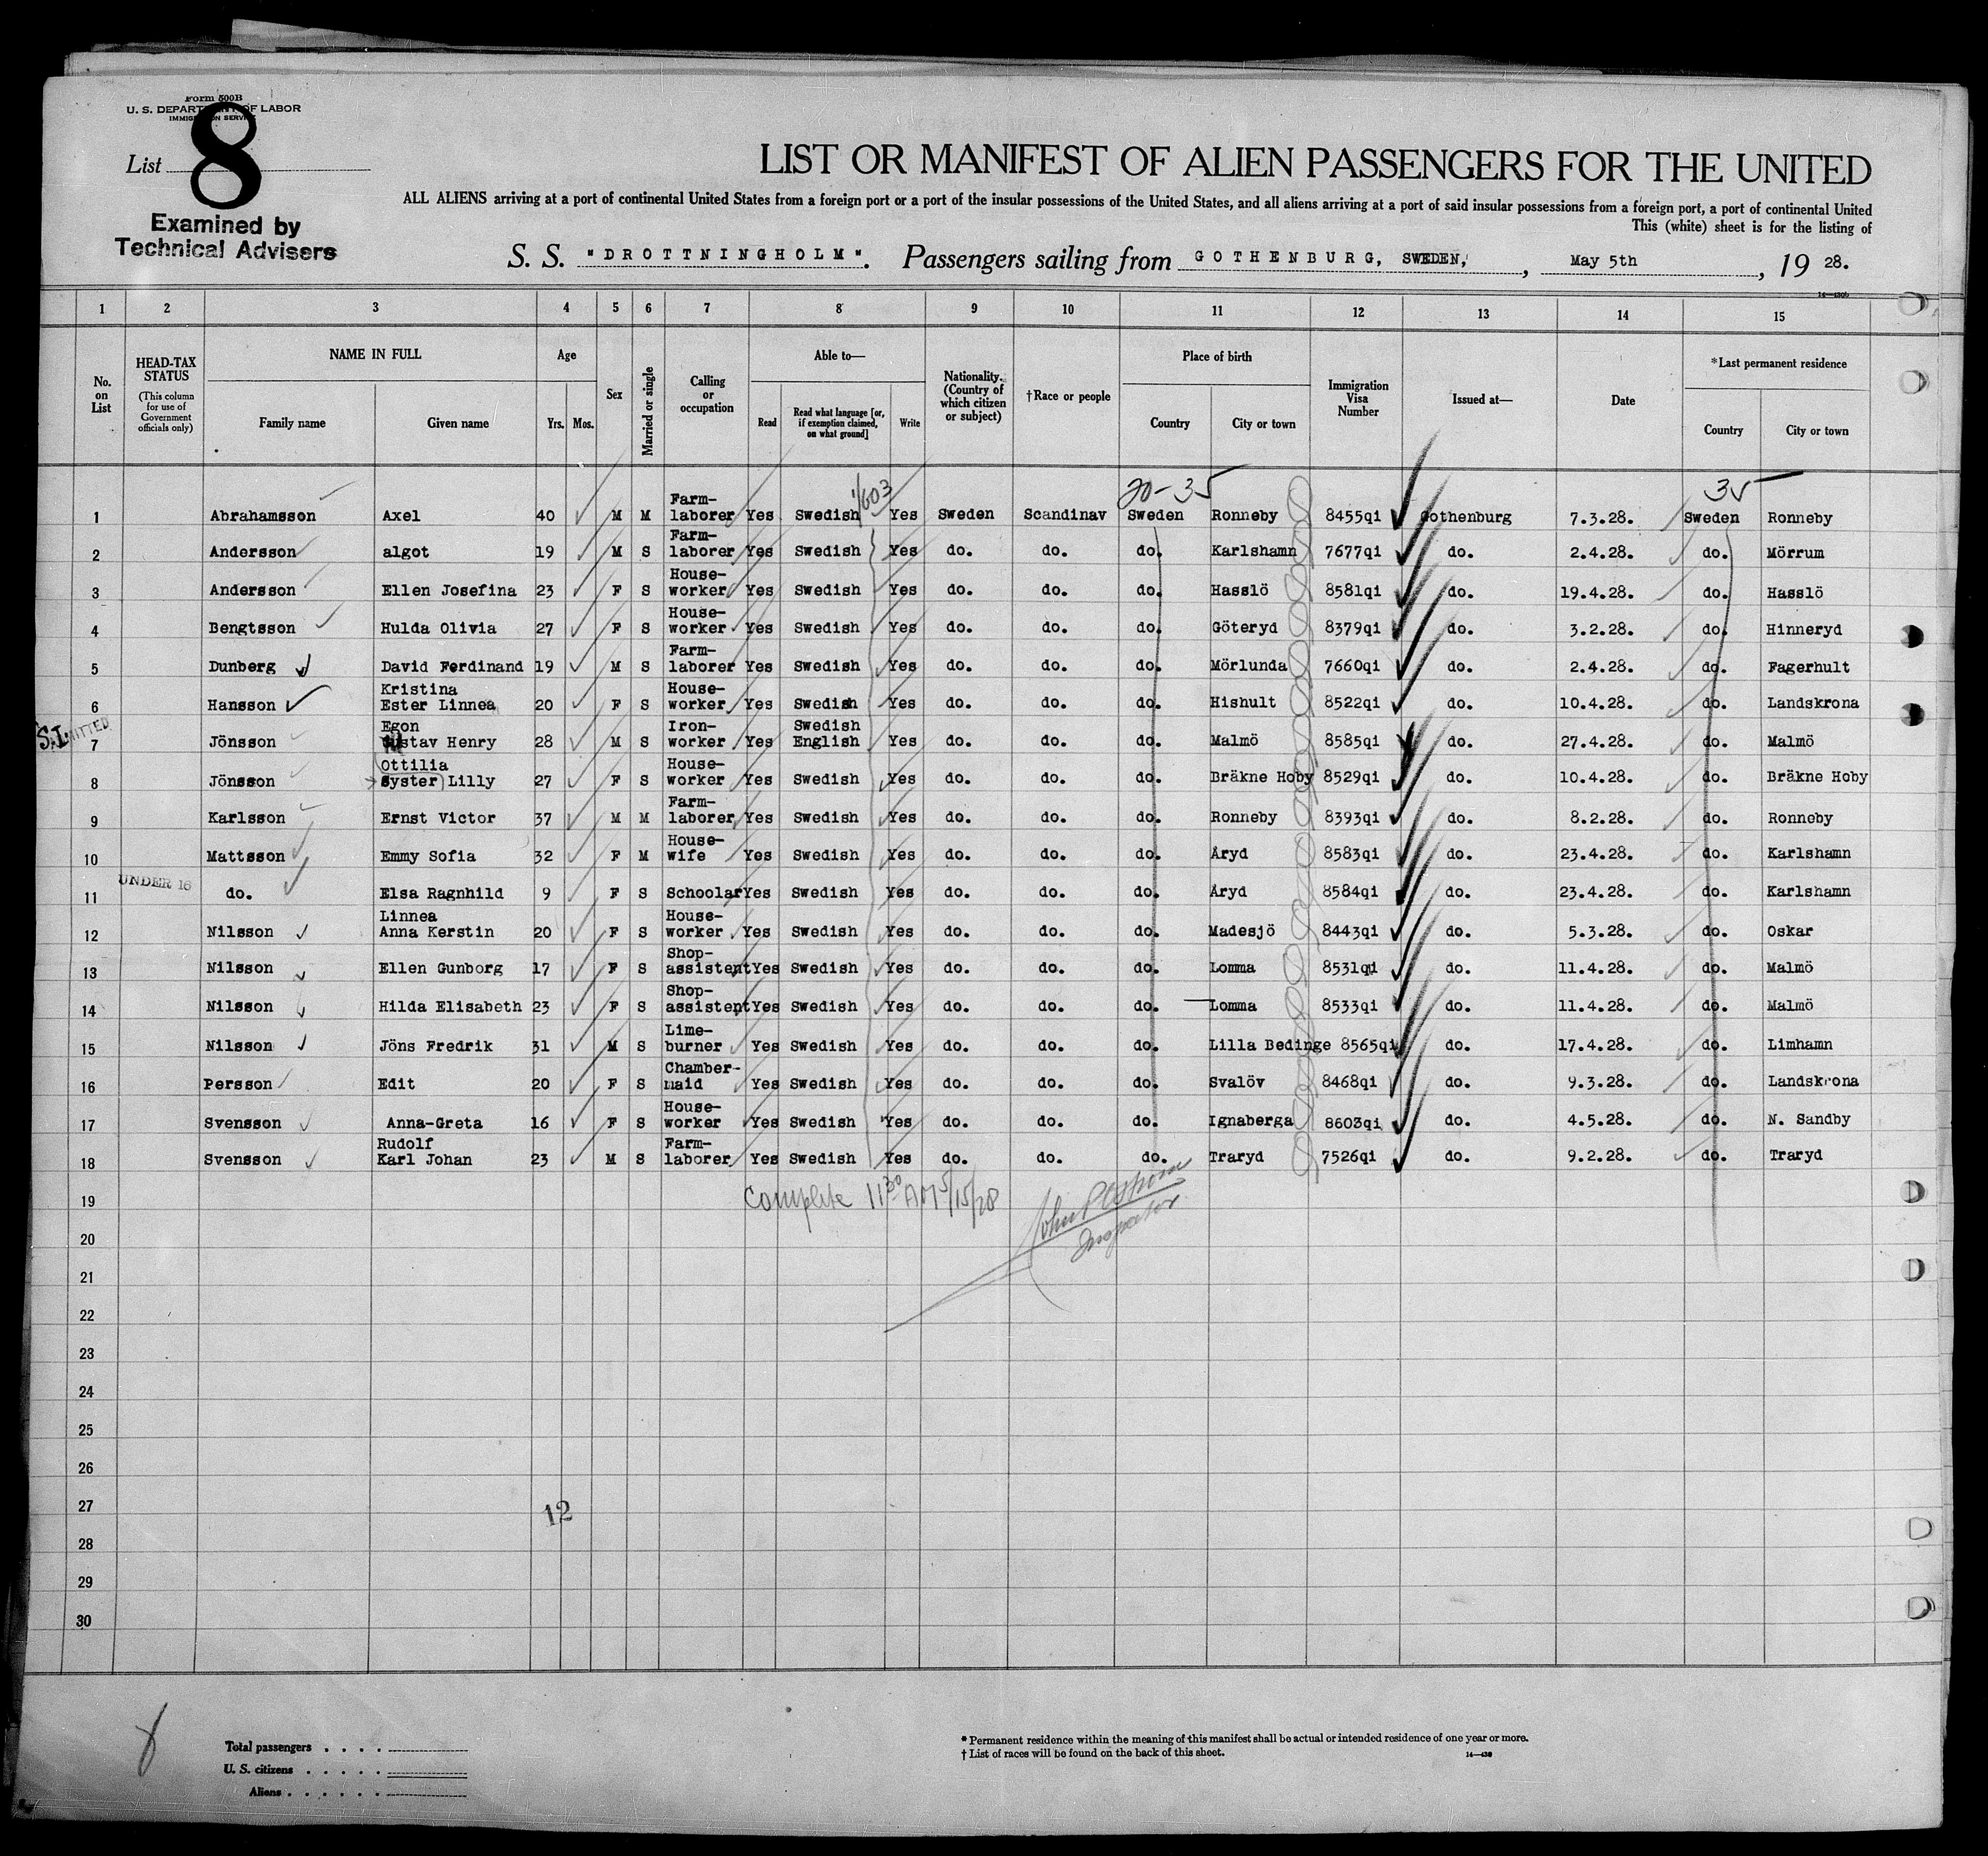 Form 500B
U. S. DEPARTMENT OF LABOR
IMMIGRATION SERVICE
List 8
Examined by
Technical Advisers
LIST OR MANIFEST OF ALIEN PASSENGERS FOR THE UNITED
ALL ALIENS arriving at a port of continental United States from a foreign port or a port of the insular possessions of the United States, and all aliens arriving at a port of said insular possessions from a foreign port, a port of continental United
This (white) sheet is for the listing of
S. S. "DROTTNINGHOLM". Passengers sailing from GOTHENBURG, SWEDEN, , May 5th , 19 28.
1 2 3 4 5 6 7 8 9 10 11 12 13 14 15
No. on List
HEAD-TAX STATUS (This column for use of Government officials only)
NAME IN FULL Family name Given name
Age Yrs. Mos.
Sex
Married or single
Calling or occupation
Able to— Read Read what language [or, if exemption claimed, on what ground] Write
Nationality. (Country of which citizen or subject)
†Race or people
Place of birth Country City or town
Immigration Visa Number
Issued at—
Date
*Last permanent residence Country City or town
1603 20-35 35
1 Abrahamsson Axel 40 M M Farm-laborer Yes Swedish Yes Sweden Scandinav Sweden Ronneby 8455qi Gothenburg 7.3.28. Sweden Ronneby
2 Andersson algot 19 M S Farm-laborer Yes Swedish Yes do. do. do. Karlshamn 7677qi do. 2.4.28. do. Mörrum
3 Andersson Ellen Josefina 23 F S House-worker Yes Swedish Yes do. do. do. Hasslö 8581qi do. 19.4.28. do. Hasslö
4 Bengtsson Hulda Olivia 27 F S House-worker Yes Swedish Yes do. do. do. Göteryd 8379qi do. 3.2.28. do. Hinneryd
5 Dunberg David Ferdinand 19 M S Farm-laborer Yes Swedish Yes do. do. do. Mörlunda 7660qi do. 2.4.28. do. Fagerhult
6 Hansson Kristina Ester Linnea 20 F S House-worker Yes Swedish Yes do. do. do. Hishult 8522qi do. 10.4.28. do. Landskrona
S.I. 7 Jönsson Egon Gustav Henry 28 M S Iron-worker Yes Swedish English Yes do. do. do. Malmö 8585qi do. 27.4.28. do. Malmö
8 Jönsson Ottilia Syster Lilly 27 F S House-worker Yes Swedish Yes do. do. do. Bräkne Hoby 8529qi do. 10.4.28. do. Bräkne Hoby
9 Karlsson Ernst Victor 37 M M Farm-laborer Yes Swedish Yes do. do. do. Ronneby 8393qi do. 8.2.28. do. Ronneby
10 Mattsson Emmy Sofia 32 F M House-wife Yes Swedish Yes do. do. do. Åryd 8583qi do. 23.4.28. do. Karlshamn
11 UNDER 16 do. Elsa Ragnhild 9 F S Schoolar Yes Swedish Yes do. do. do. Åryd 8584qi do. 23.4.28. do. Karlshamn
12 Nilsson Linnea Anna Kerstin 20 F S House-worker Yes Swedish Yes do. do. do. Madesjö 8443qi do. 5.3.28. do. Oskar
13 Nilsson Ellen Gunborg 17 F S Shop-assistent Yes Swedish Yes do. do. do. Lomma 8531qi do. 11.4.28. do. Malmö
14 Nilsson Hilda Elisabeth 23 F S Shop-assistent Yes Swedish Yes do. do. do. Lomma 8533qi do. 11.4.28. do. Malmö
15 Nilsson Jöns Fredrik 31 M S Lime-burner Yes Swedish Yes do. do. do. Lilla Bedinge 8565qi do. 17.4.28. do. Limhamn
16 Persson Edit 20 F S Chamber-maid Yes Swedish Yes do. do. do. Svalöv 8468qi do. 9.3.28. do. Landskrona
17 Svensson Anna-Greta 16 F S House-worker Yes Swedish Yes do. do. do. Ignaberga 8603qi do. 4.5.28. do. N. Sandby
18 Svensson Rudolf Karl Johan 23 M S Farm-laborer Yes Swedish Yes do. do. do. Traryd 7526qi do. 9.2.28. do. Traryd
19 Complete 11 30 AM 5/15/28 John
20 Inspector
21
22
23
24
25
26
27 12
28
29
30
8
Total passengers . . . .
U. S. citizens . . . . .
Aliens . . . . . .
* Permanent residence within the meaning of this manifest shall be actual or intended residence of one year or more.
† List of races will be found on the back of this sheet. 14—430